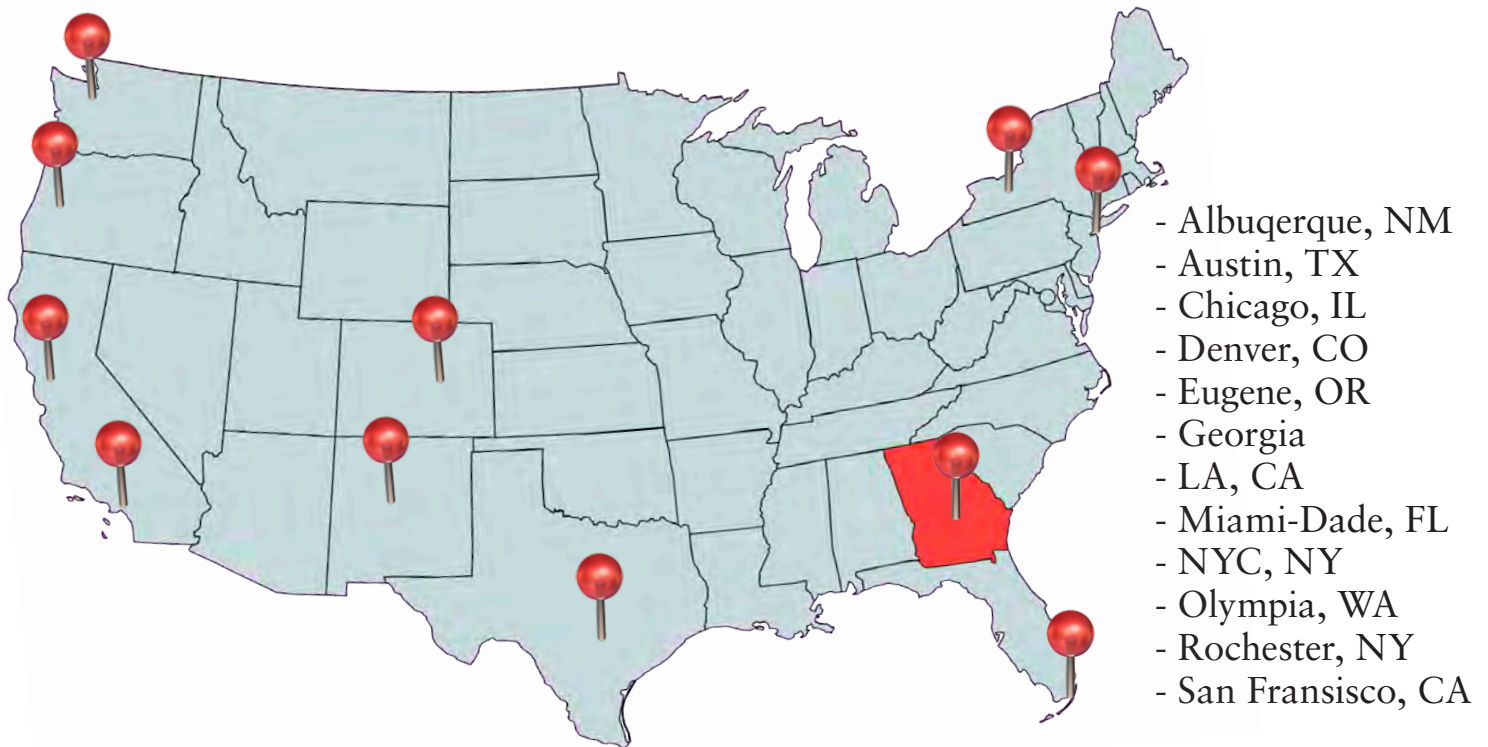 - Albuqerque, NM
- Austin, TX
- Chicago, IL
- Denver, CO
- Eugene, OR
- Georgia
- LA, CA
- Miami-Dade, FL
- NYC, NY
- Olympia, WA
- Rochester, NY
- San Fransisco, CA